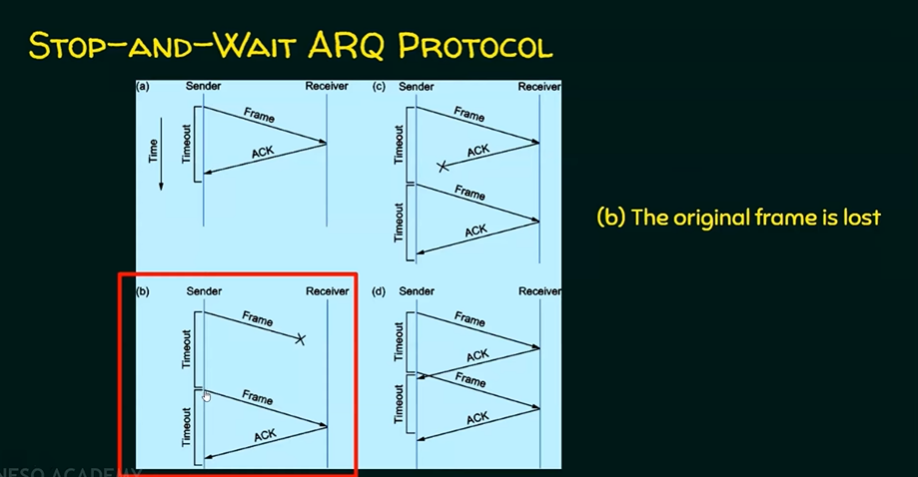 STOP-AND-WAIT ARQ PROTOCOL
(a) Sender Receiver
Time
Timeout
Frame
ACK
(c) Sender Receiver
Timeout
Frame
ACK
Timeout
Frame
ACK
(b) The original frame is lost
(b) Sender Receiver
Timeout
Frame
Timeout
Frame
ACK
(d) Sender Receiver
Timeout
Frame
ACK
Timeout
Frame
ACK
NESO ACADEMY